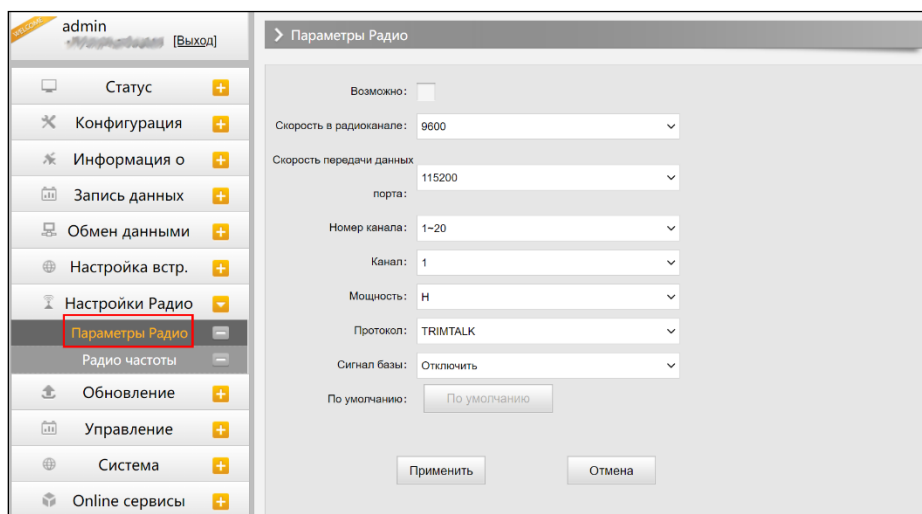 WELCOME
admin
[Выход]
Статус
Конфигурация
Информация о
Запись данных
Обмен данными
Настройка встр.
Настройки Радио
Параметры Радио
Радио частоты
Обновление
Управление
Система
Online сервисы
Параметры Радио
Возможно:
Скорость в радиоканале: 9600
Скорость передачи данных
порта: 115200
Номер канала: 1~20
Канал: 1
Мощность: H
Протокол: TRIMTALK
Сигнал базы: Отключить
По умолчанию: По умолчанию
Применить Отмена